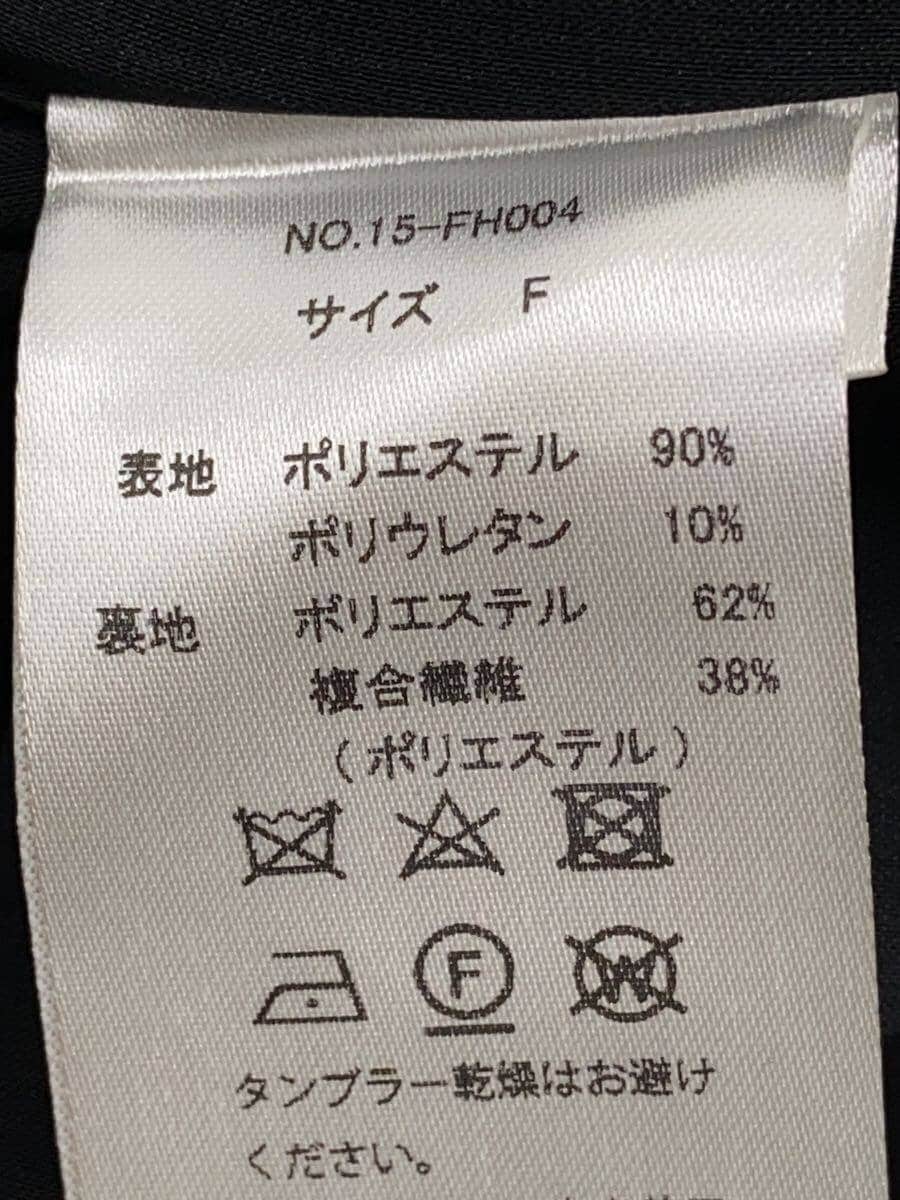 NO.15-FH004
サイズ F
表地 ポリエステル 90%
ポリウレタン 10%
裏地 ポリエステル 62%
複合繊維 38%
(ポリエステル)
F W
タンブラー乾燥はお避け
ください。